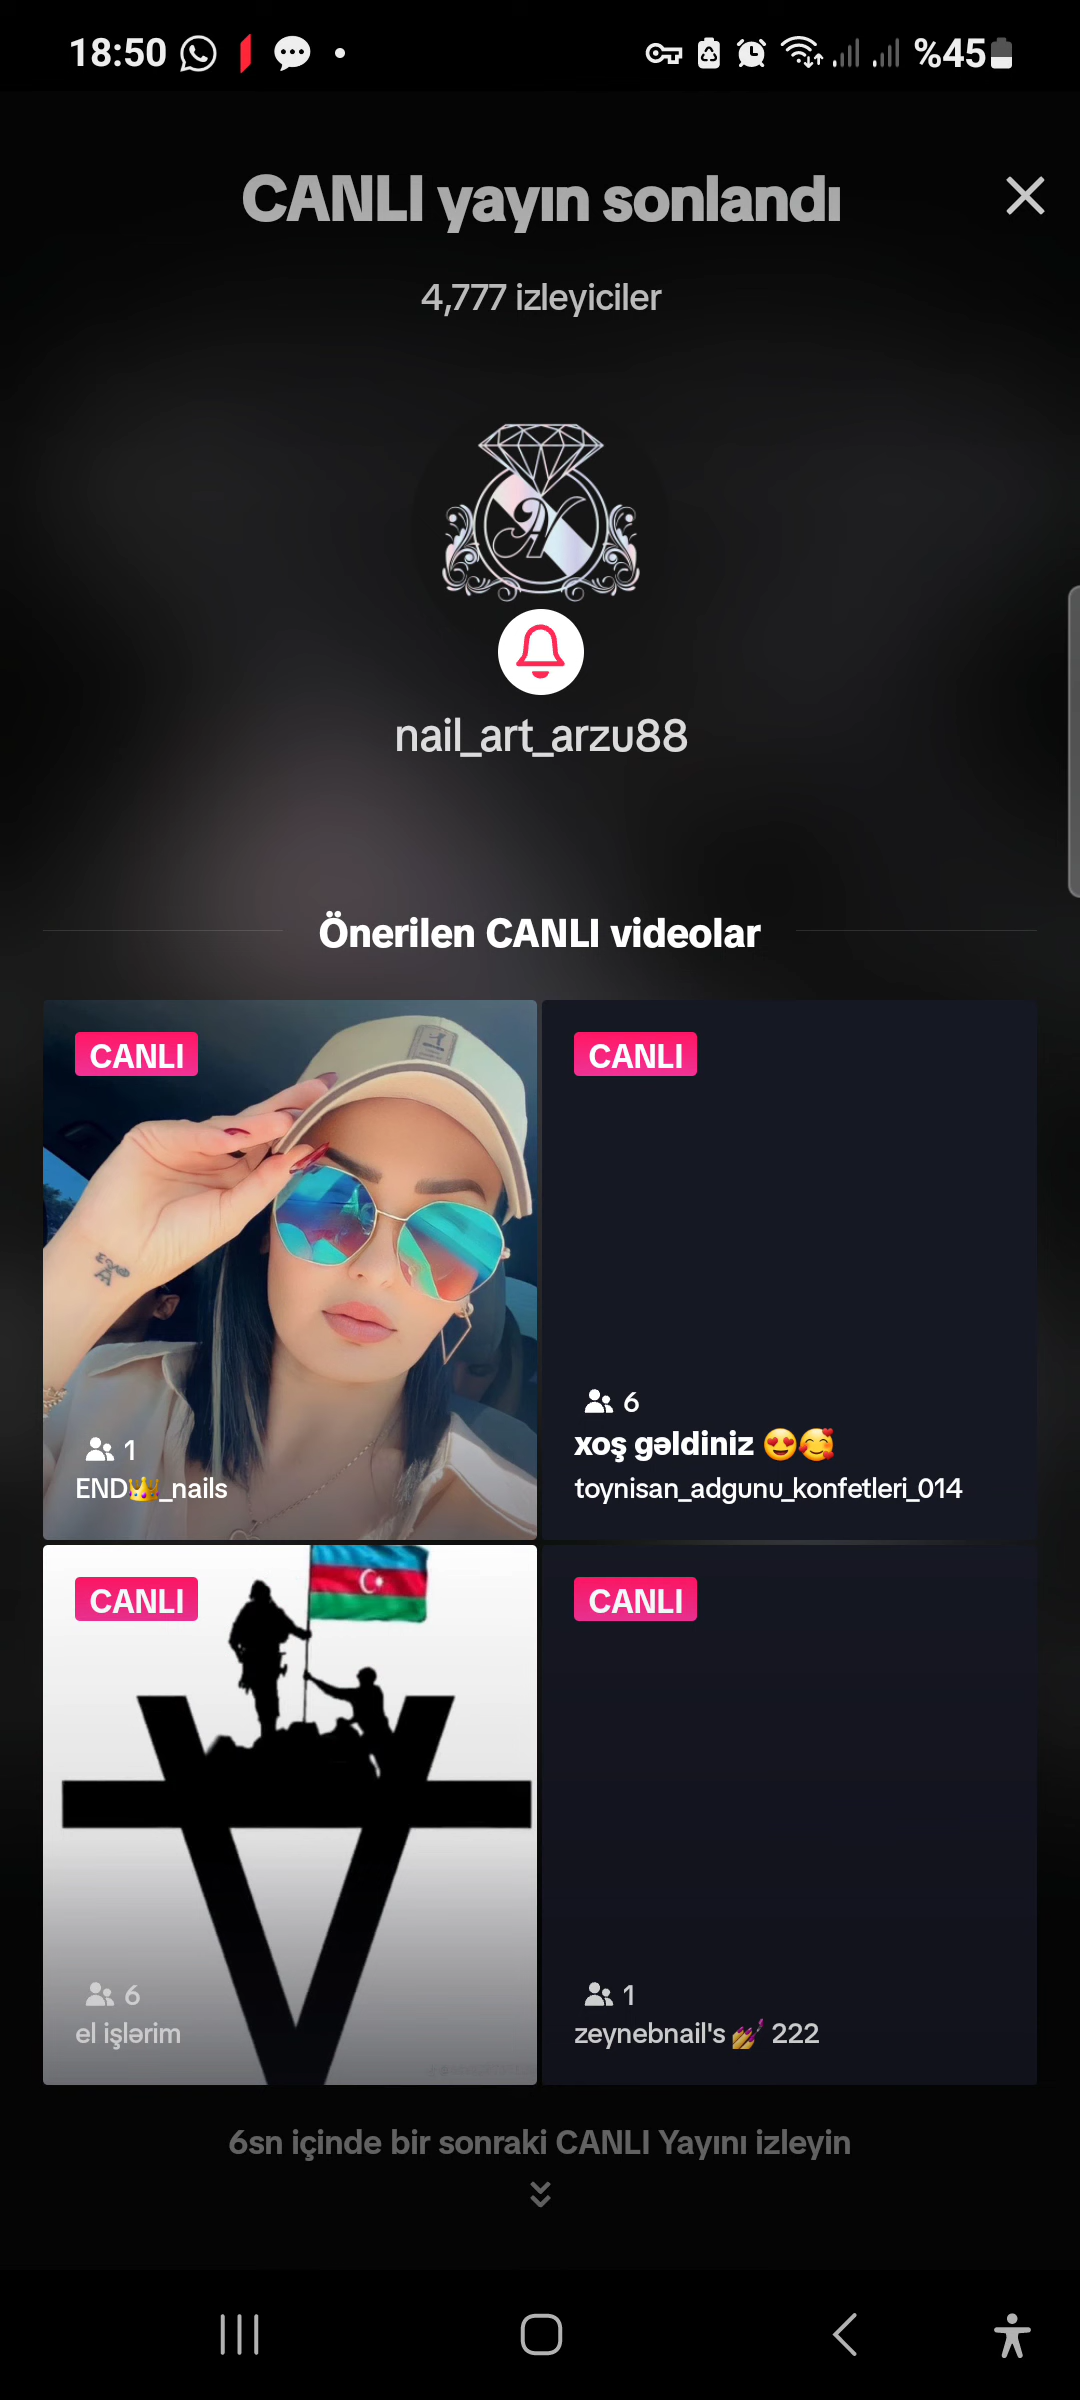 18:50
%45
CANLI yayın sonlandı
4,777 izleyiciler
nail_art_arzu88
Önerilen CANLI videolar
CANLI
1
END👑_nails
CANLI
6
xoş gəldiniz 😍🥰
toynisan_adgunu_konfetleri_014
CANLI
6
el işlərim
CANLI
1
zeynebnail's 💅 222
6sn içinde bir sonraki CANLI Yayını izleyin